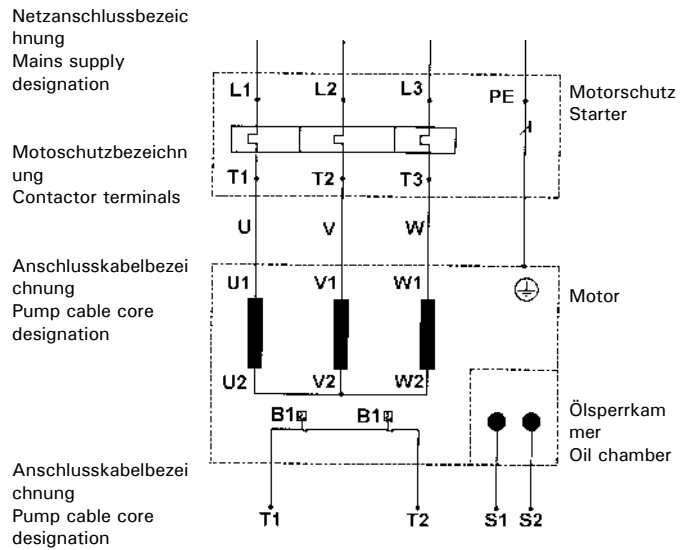 Netzanschlussbezeic
hnung
Mains supply
designation
L1 L2 L3 PE
Motorschutz
Starter
Motoschutzbezeichn
ung
Contactor terminals
T1 T2 T3
U V W
Anschlusskabelbezei
chnung
Pump cable core
designation
U1 V1 W1
Motor
U2 V2 W2
B1 B1
Ölsperrkam
mer
Oil chamber
Anschlusskabelbezei
chnung
Pump cable core
designation
T1 T2 S1 S2